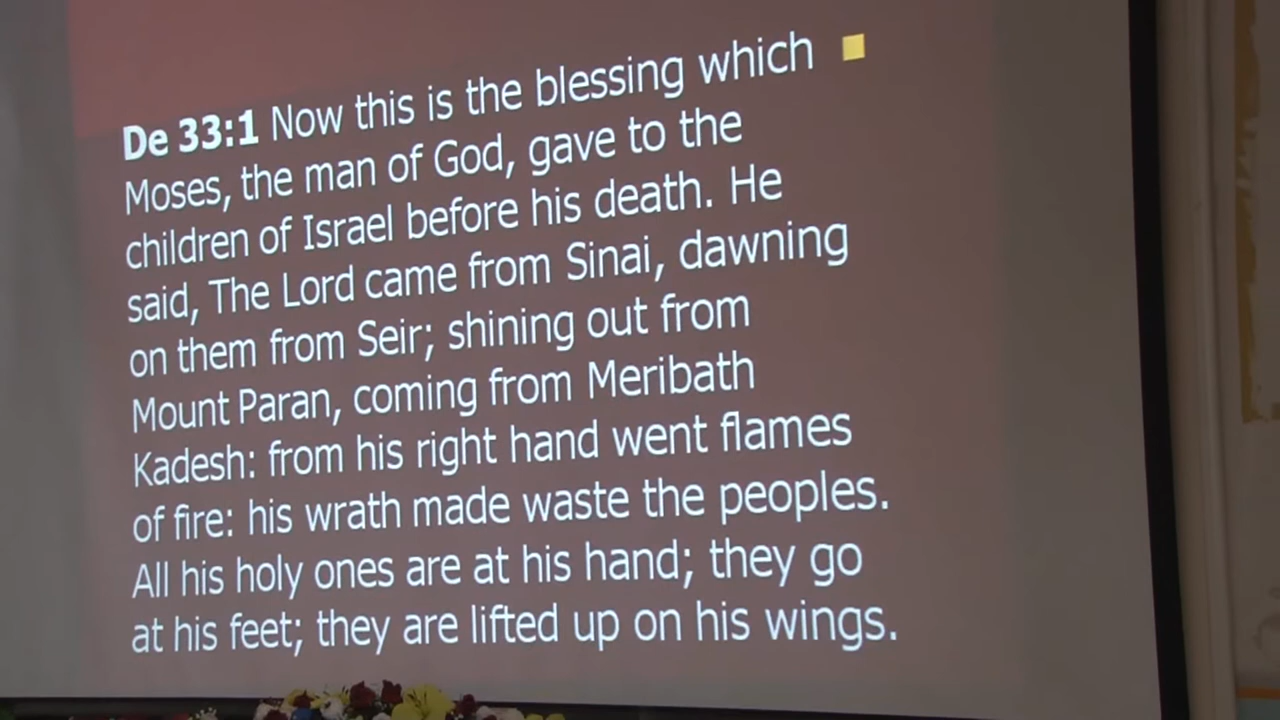 De 33:1 Now this is the blessing which
Moses, the man of God, gave to the
children of Israel before his death. He
said, The Lord came from Sinai, dawning
on them from Seir; shining out from
Mount Paran, coming from Meribath
Kadesh: from his right hand went flames
of fire: his wrath made waste the peoples.
All his holy ones are at his hand; they go
at his feet; they are lifted up on his wings.